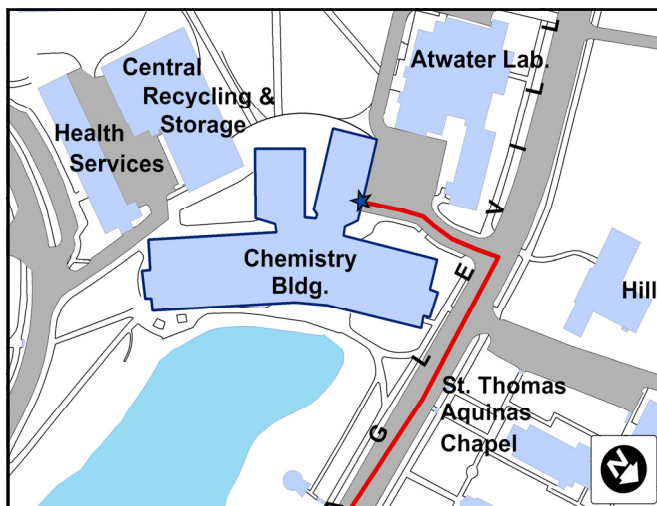 Central
Recycling &
Storage
Health
Services
Atwater Lab.
Chemistry
Bldg.
Hill
St. Thomas
Aquinas
Chapel
G L E
V I L L
N